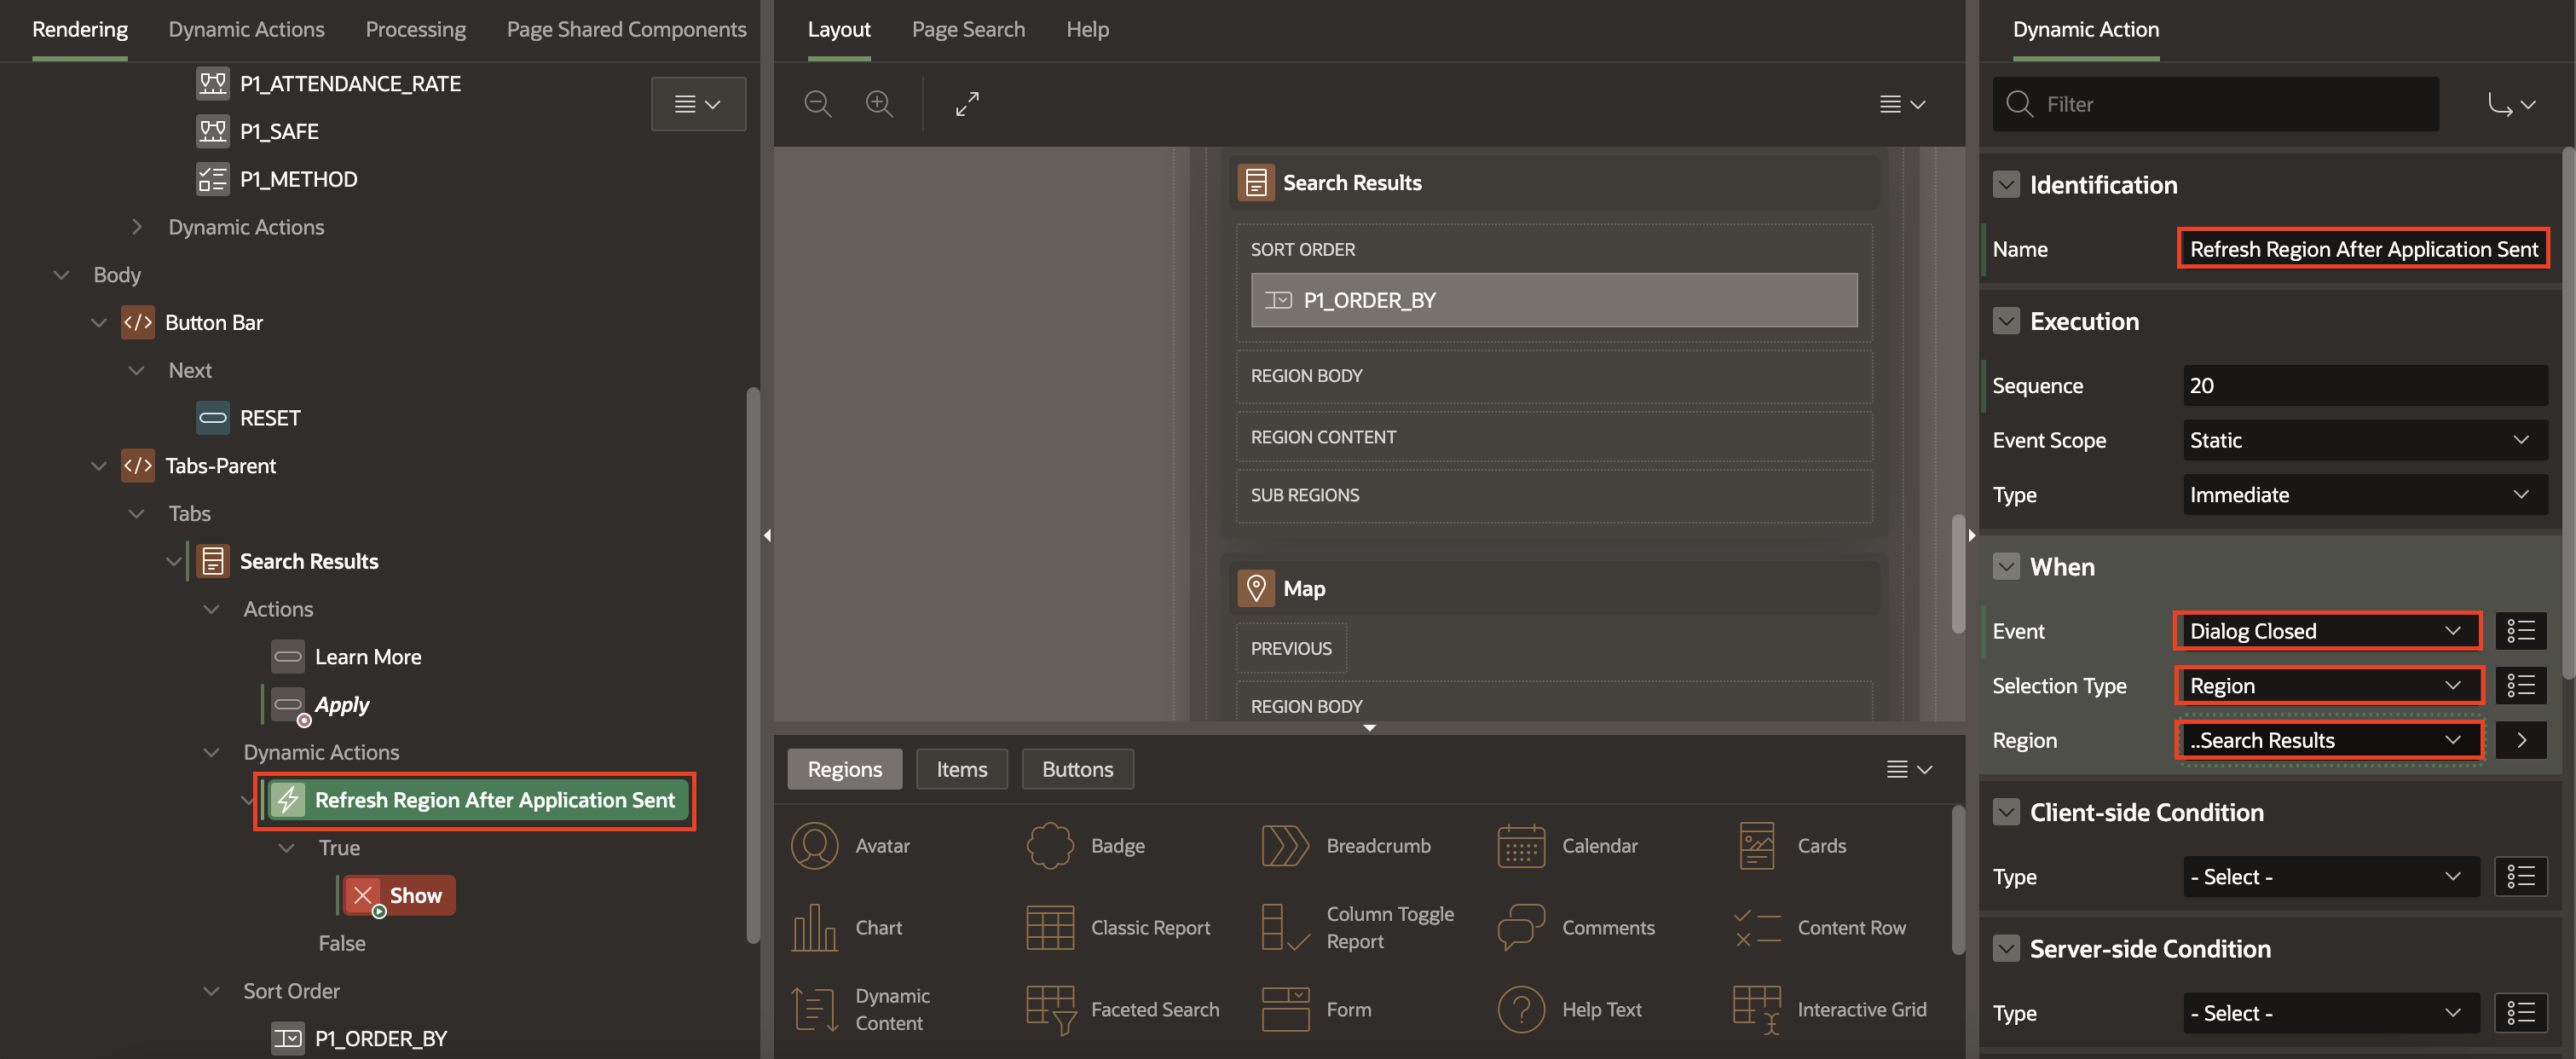 Rendering
Dynamic Actions
Processing
Page Shared Components
P1_ATTENDANCE_RATE
P1_SAFE
P1_METHOD
Dynamic Actions
Body
Button Bar
Next
RESET
Tabs-Parent
Tabs
Search Results
Actions
Learn More
Apply
Dynamic Actions
Refresh Region After Application Sent
True
Show
False
Sort Order
P1_ORDER_BY
Layout
Page Search
Help
Search Results
SORT ORDER
P1_ORDER_BY
REGION BODY
REGION CONTENT
SUB REGIONS
Map
PREVIOUS
REGION BODY
Regions
Items
Buttons
Avatar
Badge
Breadcrumb
Calendar
Cards
Chart
Classic Report
Column Toggle
Report
Comments
Content Row
Dynamic
Content
Faceted Search
Form
Help Text
Interactive Grid
Dynamic Action
Filter
Identification
Name
Refresh Region After Application Sent
Execution
Sequence
20
Event Scope
Static
Type
Immediate
When
Event
Dialog Closed
Selection Type
Region
Region
..Search Results
Client-side Condition
Type
- Select -
Server-side Condition
Type
- Select -